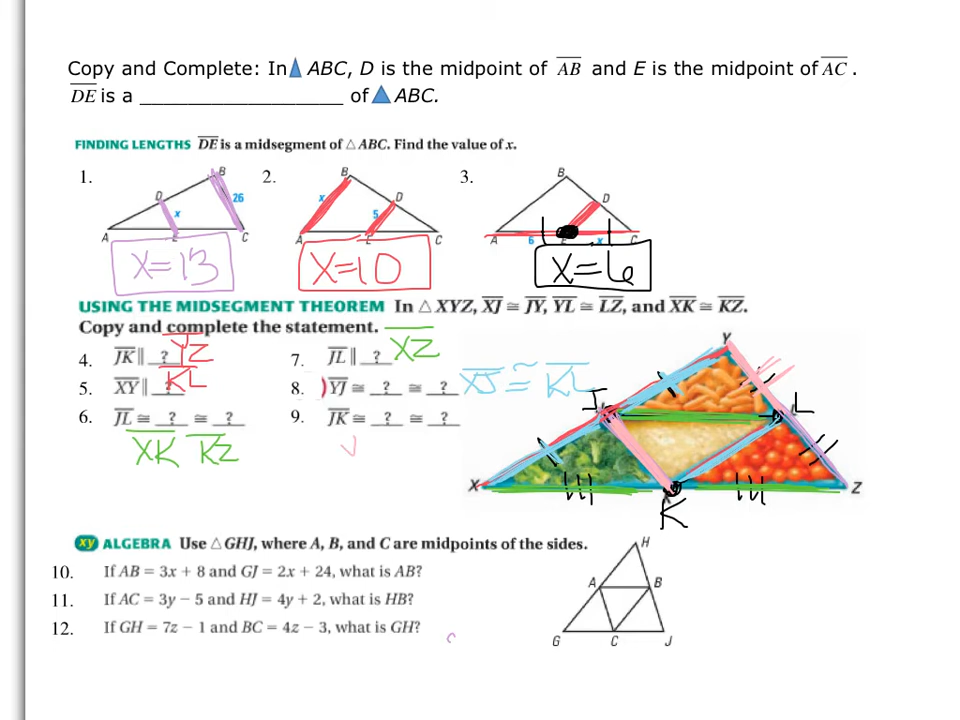 Copy and Complete: In ABC, D is the midpoint of AB and E is the midpoint of AC.
DE is a ___________________ of ABC.
FINDING LENGTHS DE is a midsegment of △ABC. Find the value of x.
1. 2. 3.
B B B
D 26 x D D
x 5
A E C A E C A 6 E x C
x=13 x=10 x=6
USING THE MIDSEGMENT THEOREM In △XYZ, XJ ≅ JY, YL ≅ LZ, and XK ≅ KZ.
Copy and complete the statement.
4. JK ∥ ? YZ 7. JL ∥ ? XZ
5. XY ∥ ? KL 8. ) YJ ≅ ? ≅ ? XJ ≅ KL
6. JL ≅ ? ≅ ? 9. JK ≅ ? ≅ ?
XK KZ
Y
J L
X Z
K
xy ALGEBRA Use △GHJ, where A, B, and C are midpoints of the sides.
10. If AB = 3x + 8 and GJ = 2x + 24, what is AB?
11. If AC = 3y − 5 and HJ = 4y + 2, what is HB?
12. If GH = 7z − 1 and BC = 4z − 3, what is GH?
H
A B
G C J